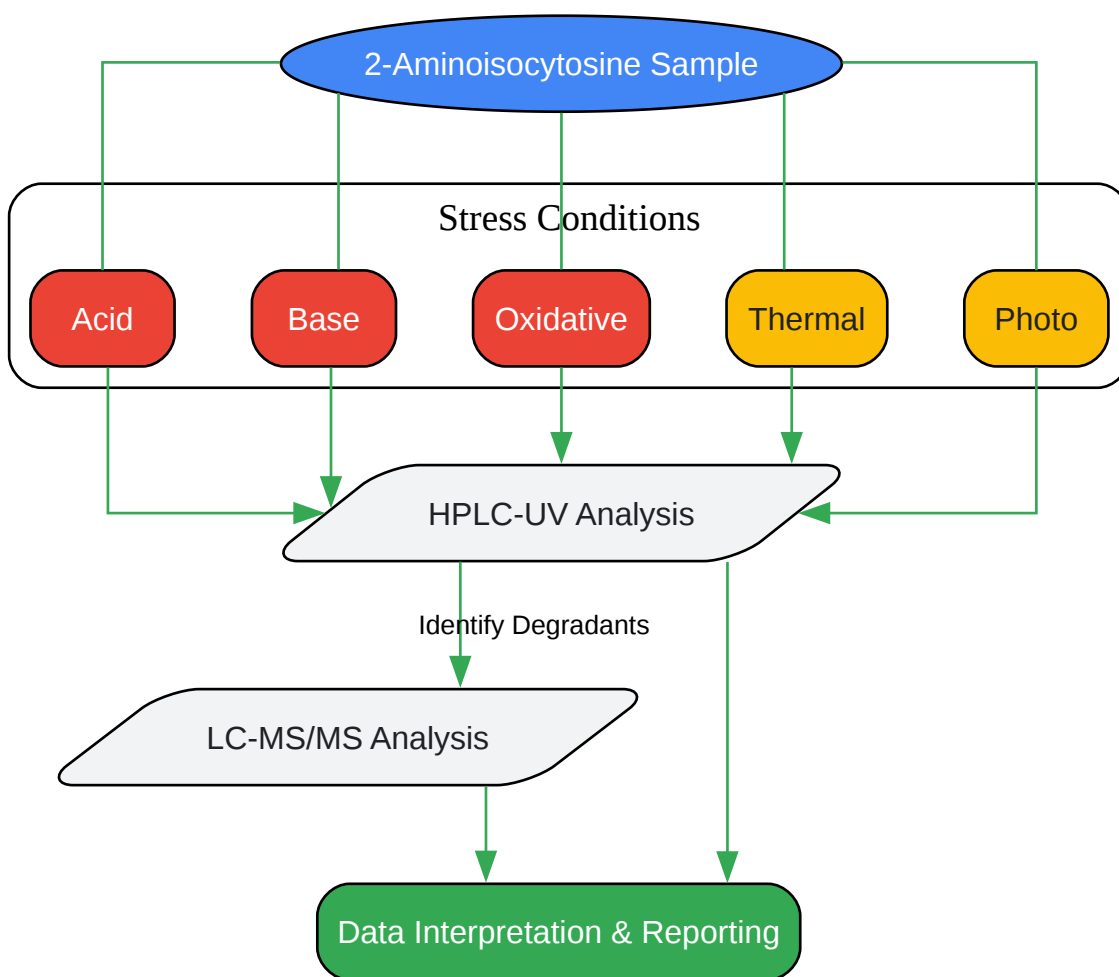 2-Aminoisocytosine Sample
Stress Conditions
Acid
Base
Oxidative
Thermal
Photo
HPLC-UV Analysis
Identify Degradants
LC-MS/MS Analysis
Data Interpretation & Reporting